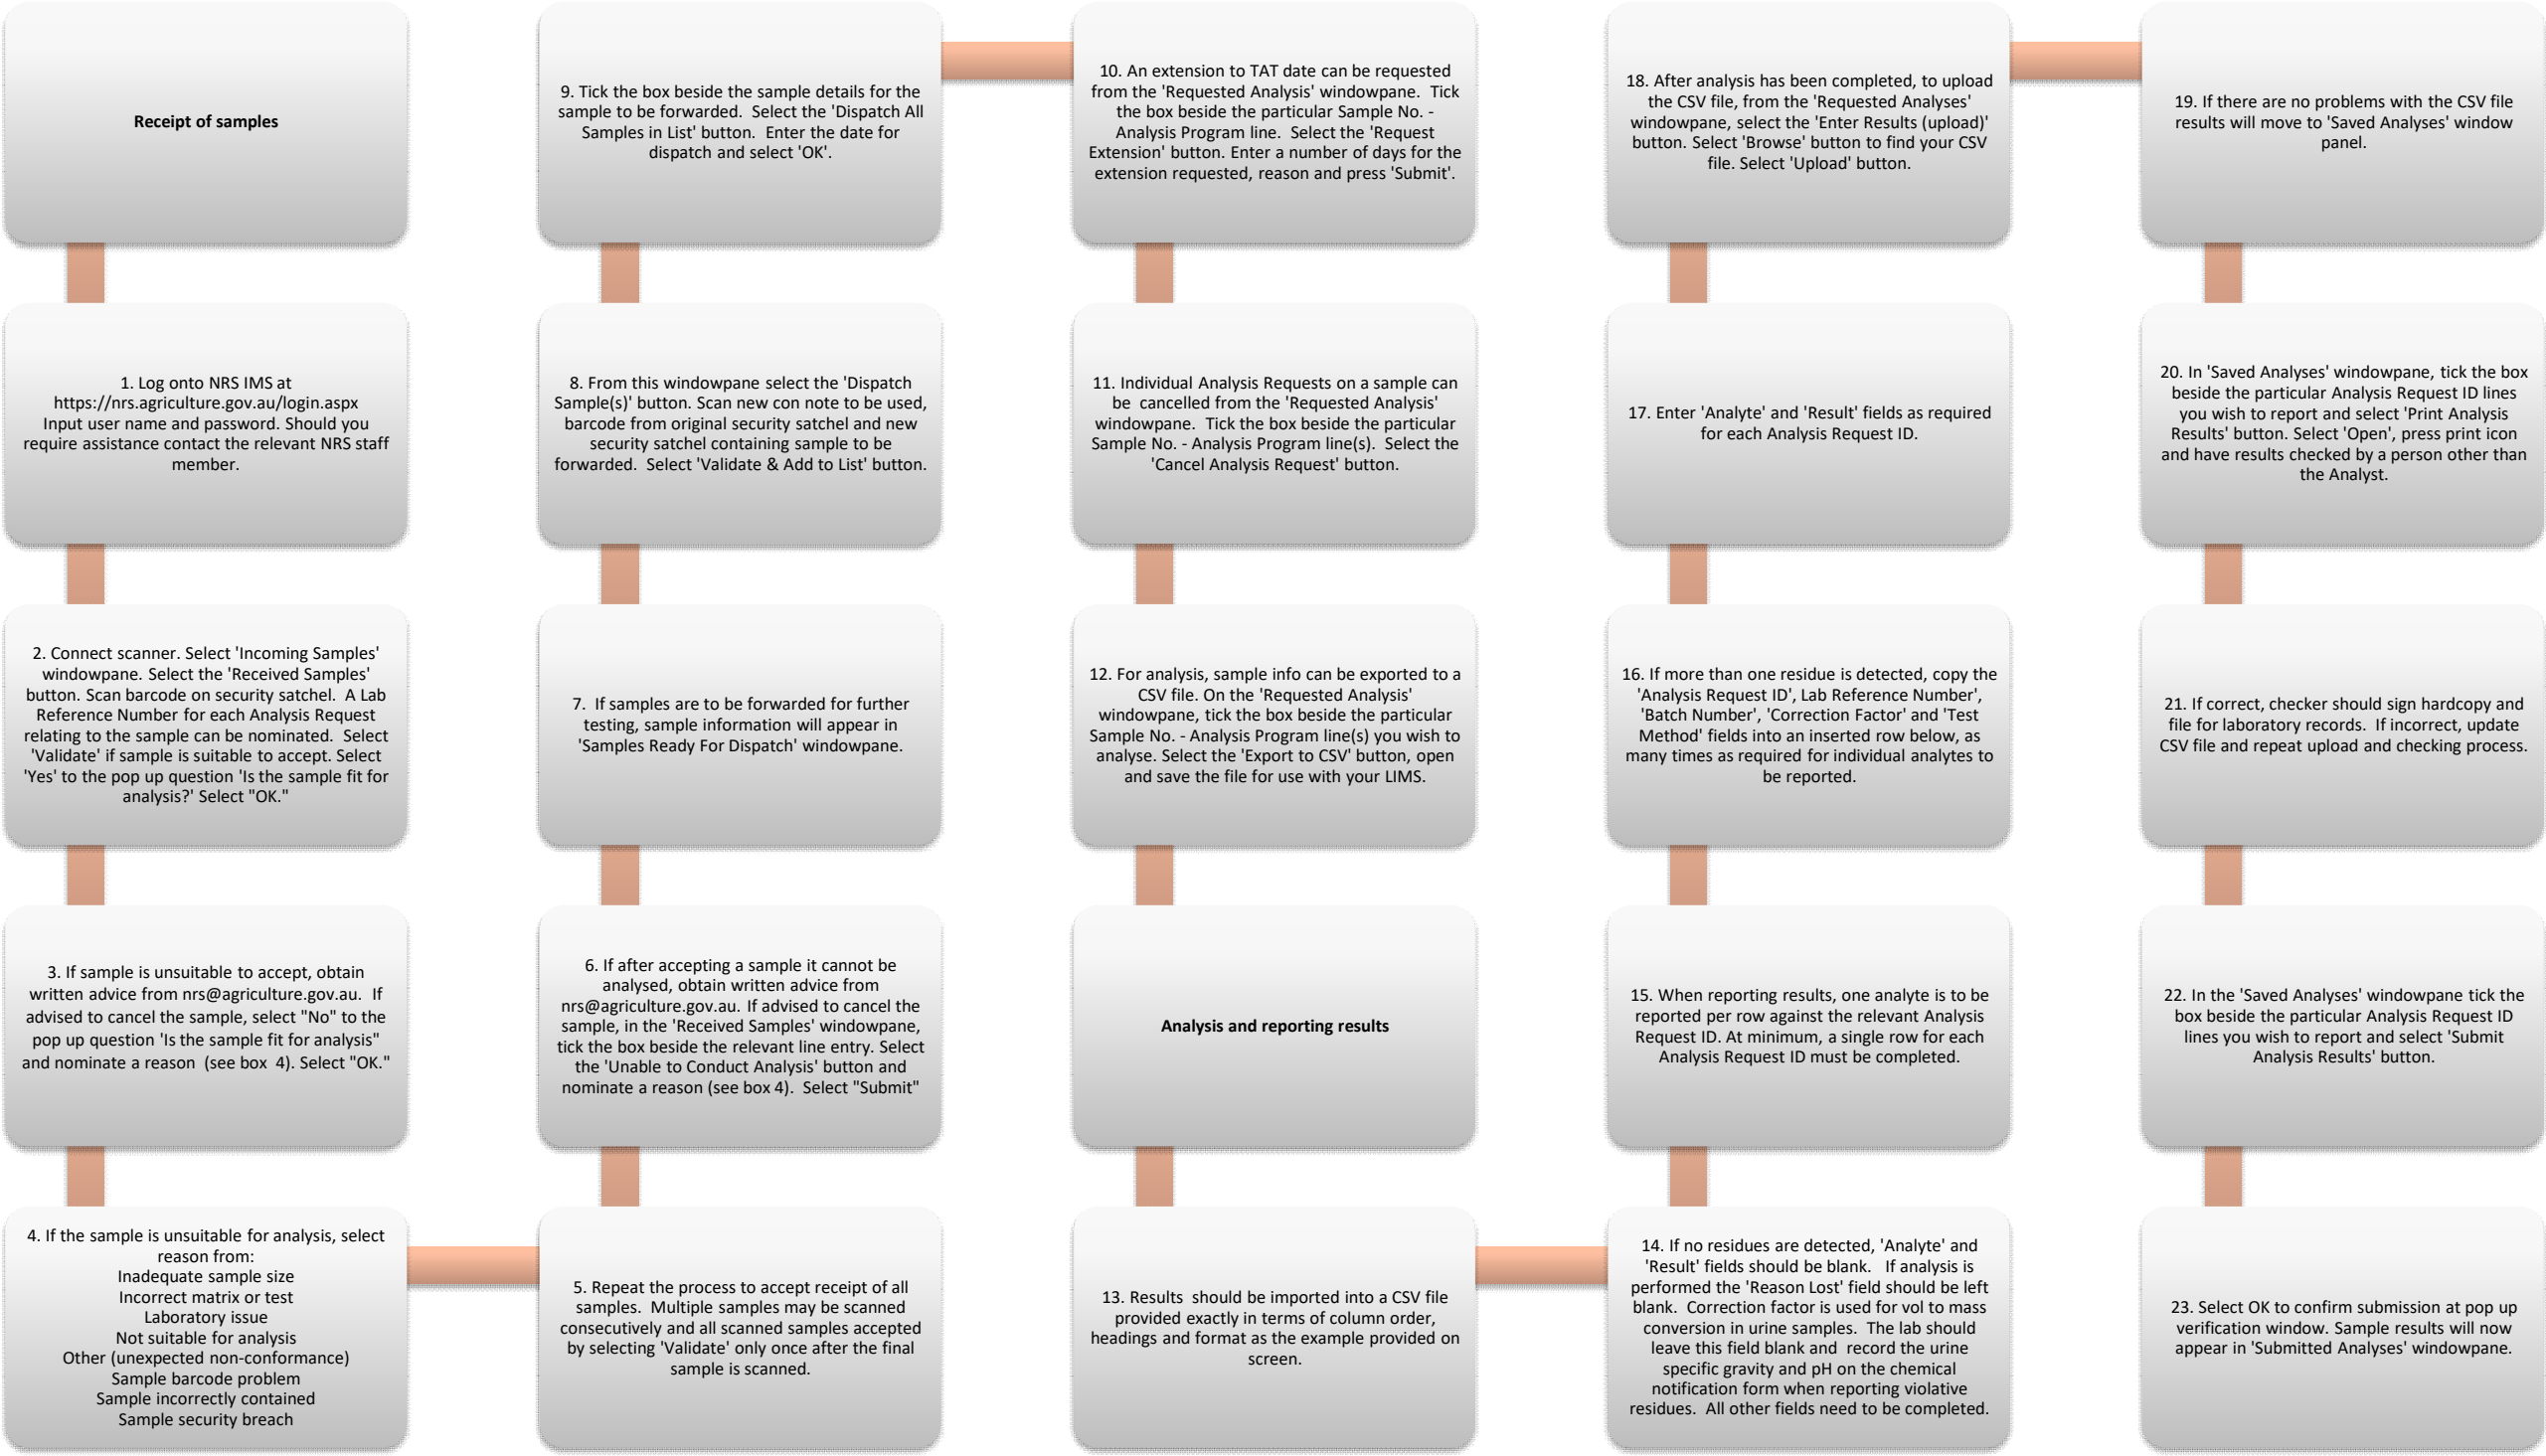 Receipt of samples
1. Log onto NRS IMS at
https://nrs.agriculture.gov.au/login.aspx
Input user name and password. Should you
require assistance contact the relevant NRS staff
member.
2. Connect scanner. Select 'Incoming Samples'
windowpane. Select the 'Received Samples'
button. Scan barcode on security satchel.  A Lab
Reference Number for each Analysis Request
relating to the sample can be nominated.  Select
'Validate' if sample is suitable to accept. Select
'Yes' to the pop up question 'Is the sample fit for
analysis?' Select "OK."
3. If sample is unsuitable to accept, obtain
written advice from nrs@agriculture.gov.au.  If
advised to cancel the sample, select "No" to the
pop up question 'Is the sample fit for analysis"
and nominate a reason  (see box  4). Select "OK."
4. If the sample is unsuitable for analysis, select
reason from:
Inadequate sample size
Incorrect matrix or test
Laboratory issue
Not suitable for analysis
Other (unexpected non-conformance)
Sample barcode problem
Sample incorrectly contained
Sample security breach
5. Repeat the process to accept receipt of all
samples.  Multiple samples may be scanned
consecutively and all scanned samples accepted
by selecting 'Validate' only once after the final
sample is scanned.
6. If after accepting a sample it cannot be
analysed, obtain written advice from
nrs@agriculture.gov.au. If advised to cancel the
sample, in the 'Received Samples' windowpane,
tick the box beside the relevant line entry. Select
the 'Unable to Conduct Analysis' button and
nominate a reason (see box 4).  Select "Submit"
7.  If samples are to be forwarded for further
testing, sample information will appear in
'Samples Ready For Dispatch' windowpane.
8. From this windowpane select the 'Dispatch
Sample(s)' button. Scan new con note to be used,
barcode from original security satchel and new
security satchel containing sample to be
forwarded.  Select 'Validate & Add to List' button.
9. Tick the box beside the sample details for the
sample to be forwarded.  Select the 'Dispatch All
Samples in List' button.  Enter the date for
dispatch and select 'OK'.
10. An extension to TAT date can be requested
from the 'Requested Analysis' windowpane.  Tick
the box beside the particular Sample No. -
Analysis Program line.  Select the 'Request
Extension' button. Enter a number of days for the
extension requested, reason and press 'Submit'.
11. Individual Analysis Requests on a sample can
be  cancelled from the 'Requested Analysis'
windowpane.  Tick the box beside the particular
Sample No. - Analysis Program line(s).  Select the
'Cancel Analysis Request' button.
12. For analysis, sample info can be exported to a
CSV file. On the 'Requested Analysis'
windowpane, tick the box beside the particular
Sample No. - Analysis Program line(s) you wish to
analyse. Select the 'Export to CSV' button, open
and save the file for use with your LIMS.
Analysis and reporting results
13. Results  should be imported into a CSV file
provided exactly in terms of column order,
headings and format as the example provided on
screen.
14. If no residues are detected, 'Analyte' and
'Result' fields should be blank.   If analysis is
performed the 'Reason Lost' field should be left
blank.  Correction factor is used for vol to mass
conversion in urine samples.  The lab should
leave this field blank and  record the urine
specific gravity and pH on the chemical
notification form when reporting violative
residues.  All other fields need to be completed.
15. When reporting results, one analyte is to be
reported per row against the relevant Analysis
Request ID. At minimum, a single row for each
Analysis Request ID must be completed.
16. If more than one residue is detected, copy the
'Analysis Request ID', Lab Reference Number',
'Batch Number', 'Correction Factor' and 'Test
Method' fields into an inserted row below, as
many times as required for individual analytes to
be reported.
17. Enter 'Analyte' and 'Result' fields as required
for each Analysis Request ID.
18. After analysis has been completed, to upload
the CSV file, from the 'Requested Analyses'
windowpane, select the 'Enter Results (upload)'
button. Select 'Browse' button to find your CSV
file. Select 'Upload' button.
19. If there are no problems with the CSV file
results will move to 'Saved Analyses' window
panel.
20. In 'Saved Analyses' windowpane, tick the box
beside the particular Analysis Request ID lines
you wish to report and select 'Print Analysis
Results' button. Select 'Open', press print icon
and have results checked by a person other than
the Analyst.
21. If correct, checker should sign hardcopy and
file for laboratory records.  If incorrect, update
CSV file and repeat upload and checking process.
22. In the 'Saved Analyses' windowpane tick the
box beside the particular Analysis Request ID
lines you wish to report and select 'Submit
Analysis Results' button.
23. Select OK to confirm submission at pop up
verification window. Sample results will now
appear in 'Submitted Analyses' windowpane.